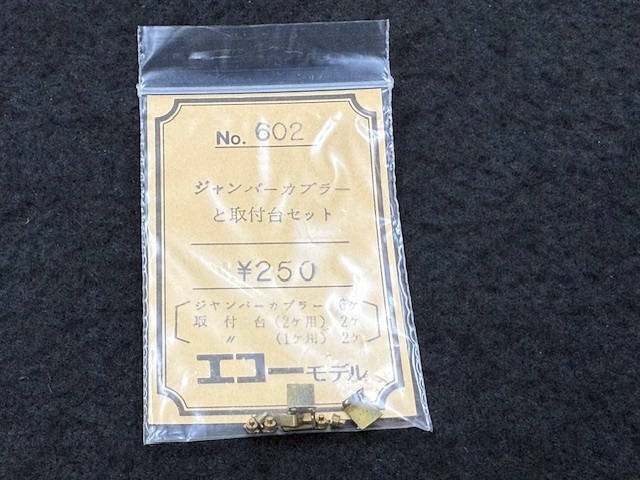 No. 602
ジャンパーカプラー
と取付台セット
¥250
ジャンパーカプラー 6ケ
取付台(2ケ用) 2ケ
〃 (1ケ用) 2ケ
エコーモデル